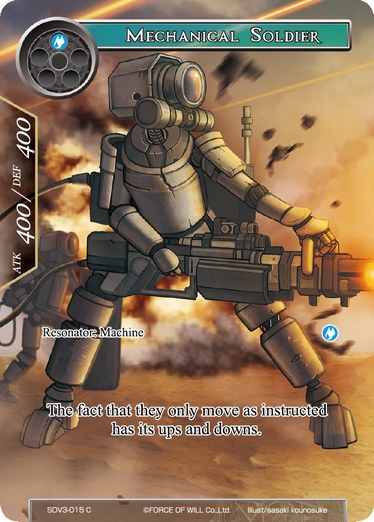 MECHANICAL SOLDIER
ATK 400 / DEF 400
Resonator: Machine
The fact that they only move as instructed
has its ups and downs.
SDV3-015 C ©FORCE OF WILL Co.,Ltd. Illust/sasaki kounosuke